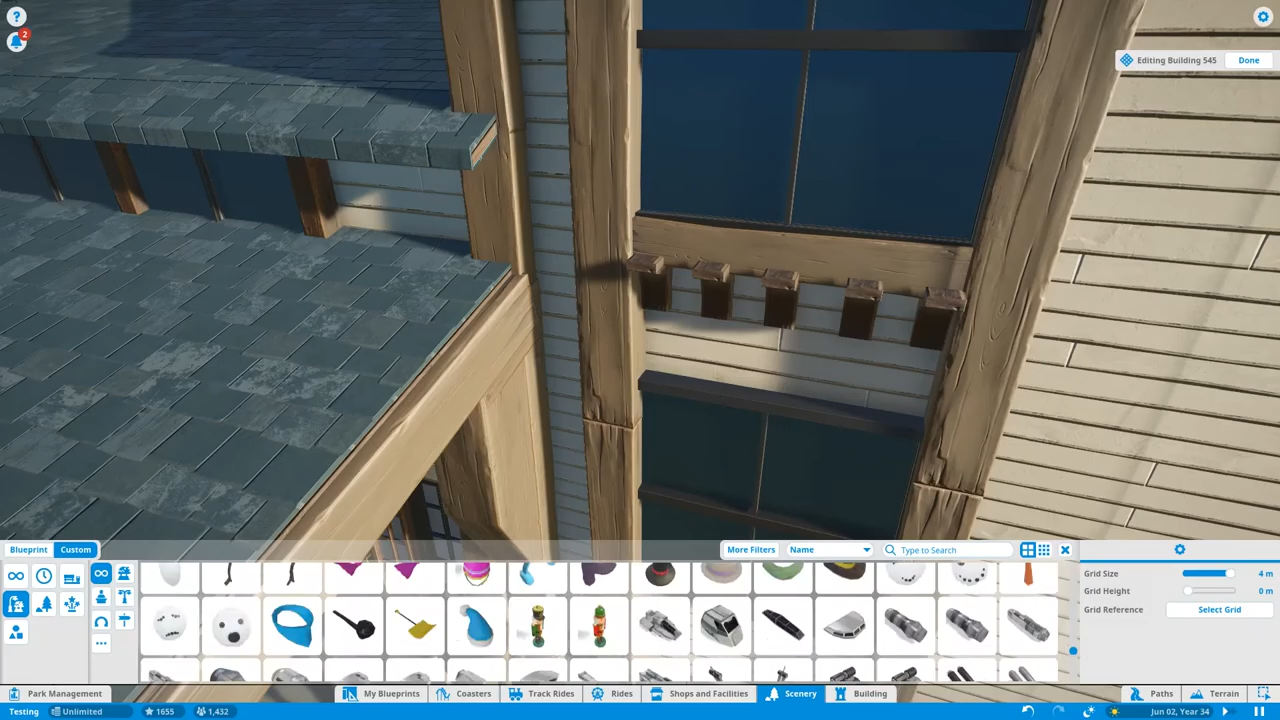 ?
2
Editing Building 545
Done
Blueprint
Custom
More Filters
Name
Type to Search
Grid Size
4 m
Grid Height
0 m
Grid Reference
Select Grid
Park Management
My Blueprints
Coasters
Track Rides
Rides
Shops and Facilities
Scenery
Building
Paths
Terrain
Testing
Unlimited
1655
1,432
Jun 02, Year 34